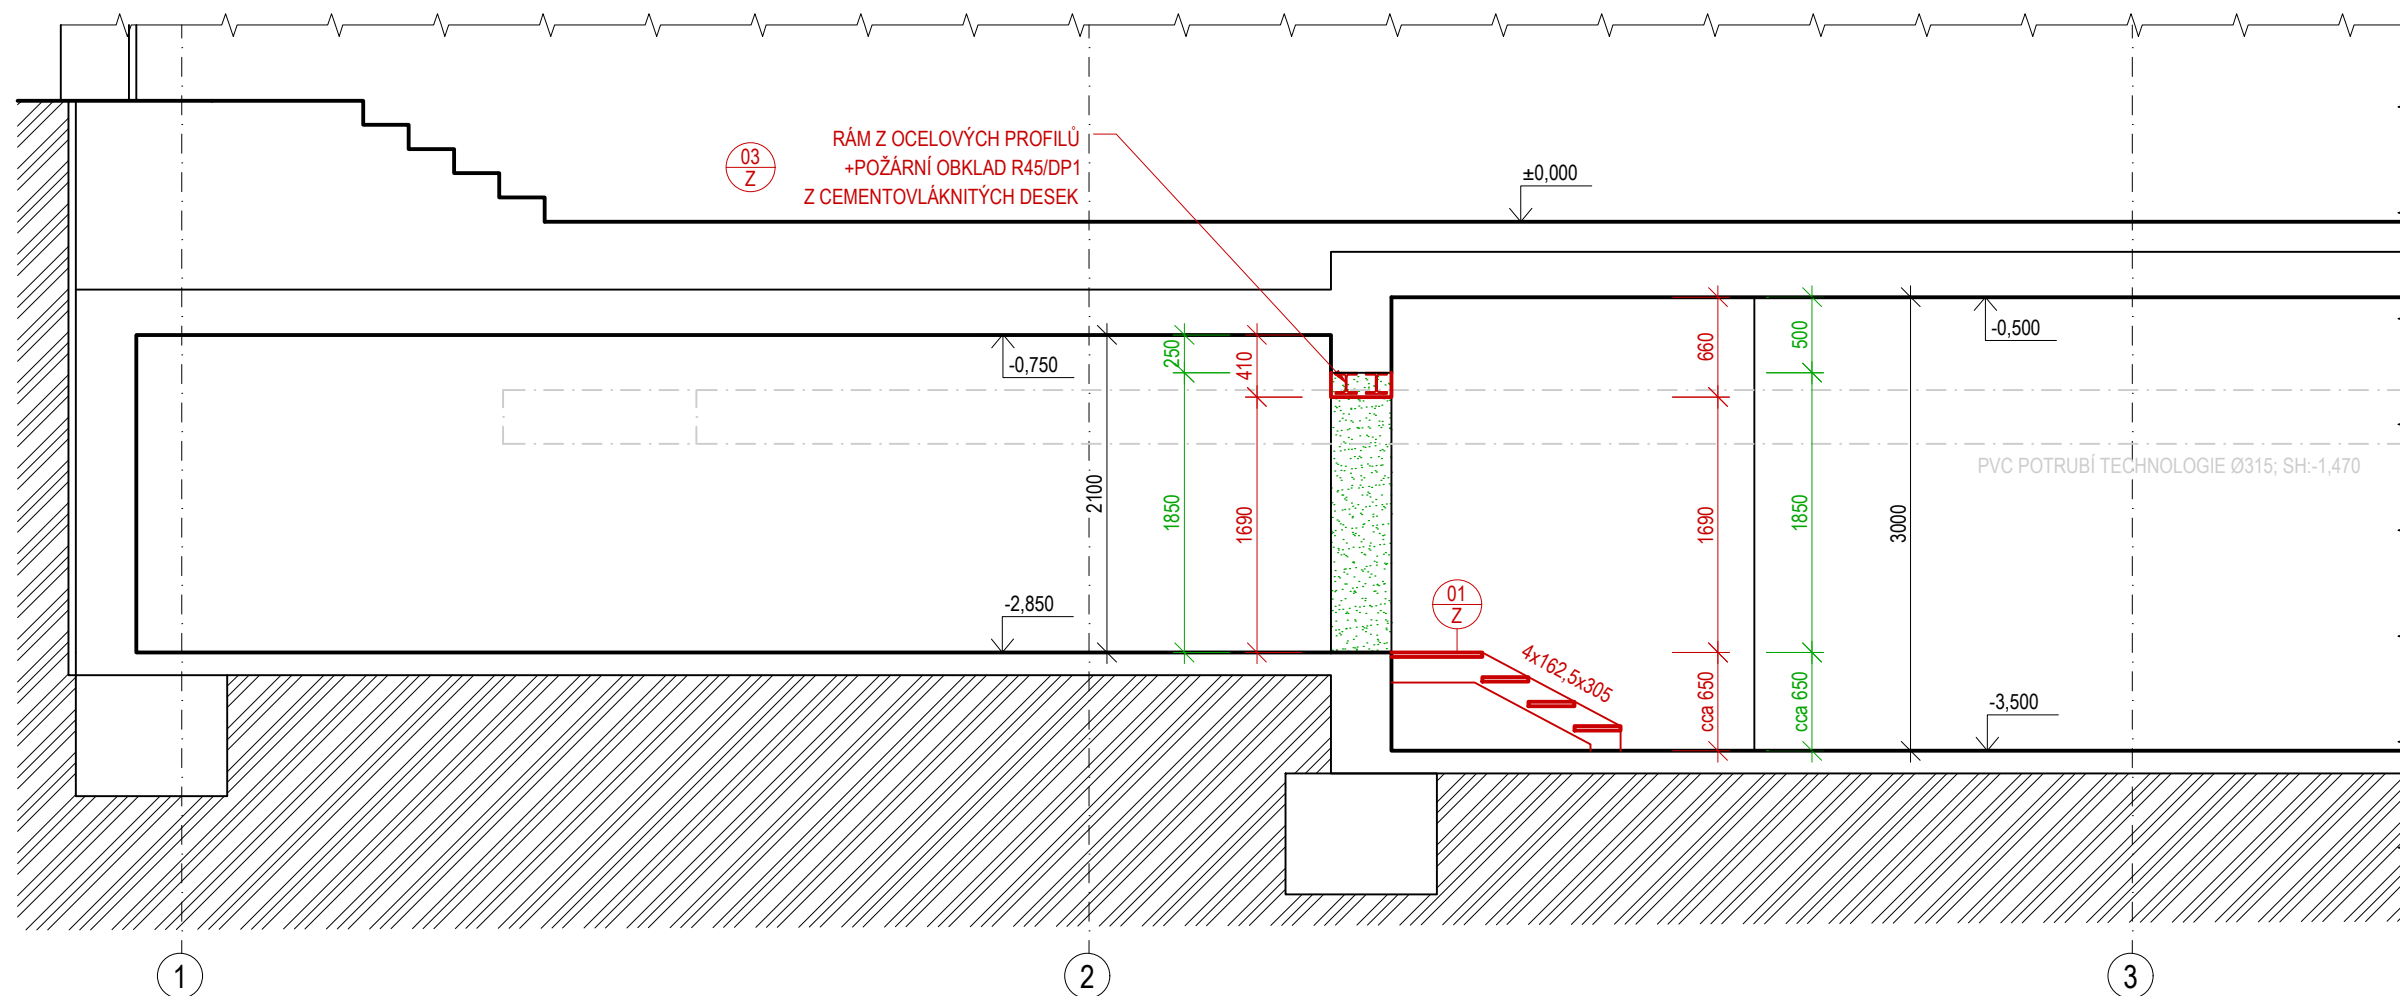 RÁM Z OCELOVÝCH PROFILŮ
+POŽÁRNÍ OBKLAD R45/DP1
Z CEMENTOVLÁKNITÝCH DESEK
03
Z
±0,000
-0,750
-0,500
250
410
660
500
2100
1850
1690
1690
1850
3000
PVC POTRUBÍ TECHNOLOGIE Ø315; SH:-1,470
-2,850
01
Z
4x162,5x305
cca 650
cca 650
-3,500
1
2
3